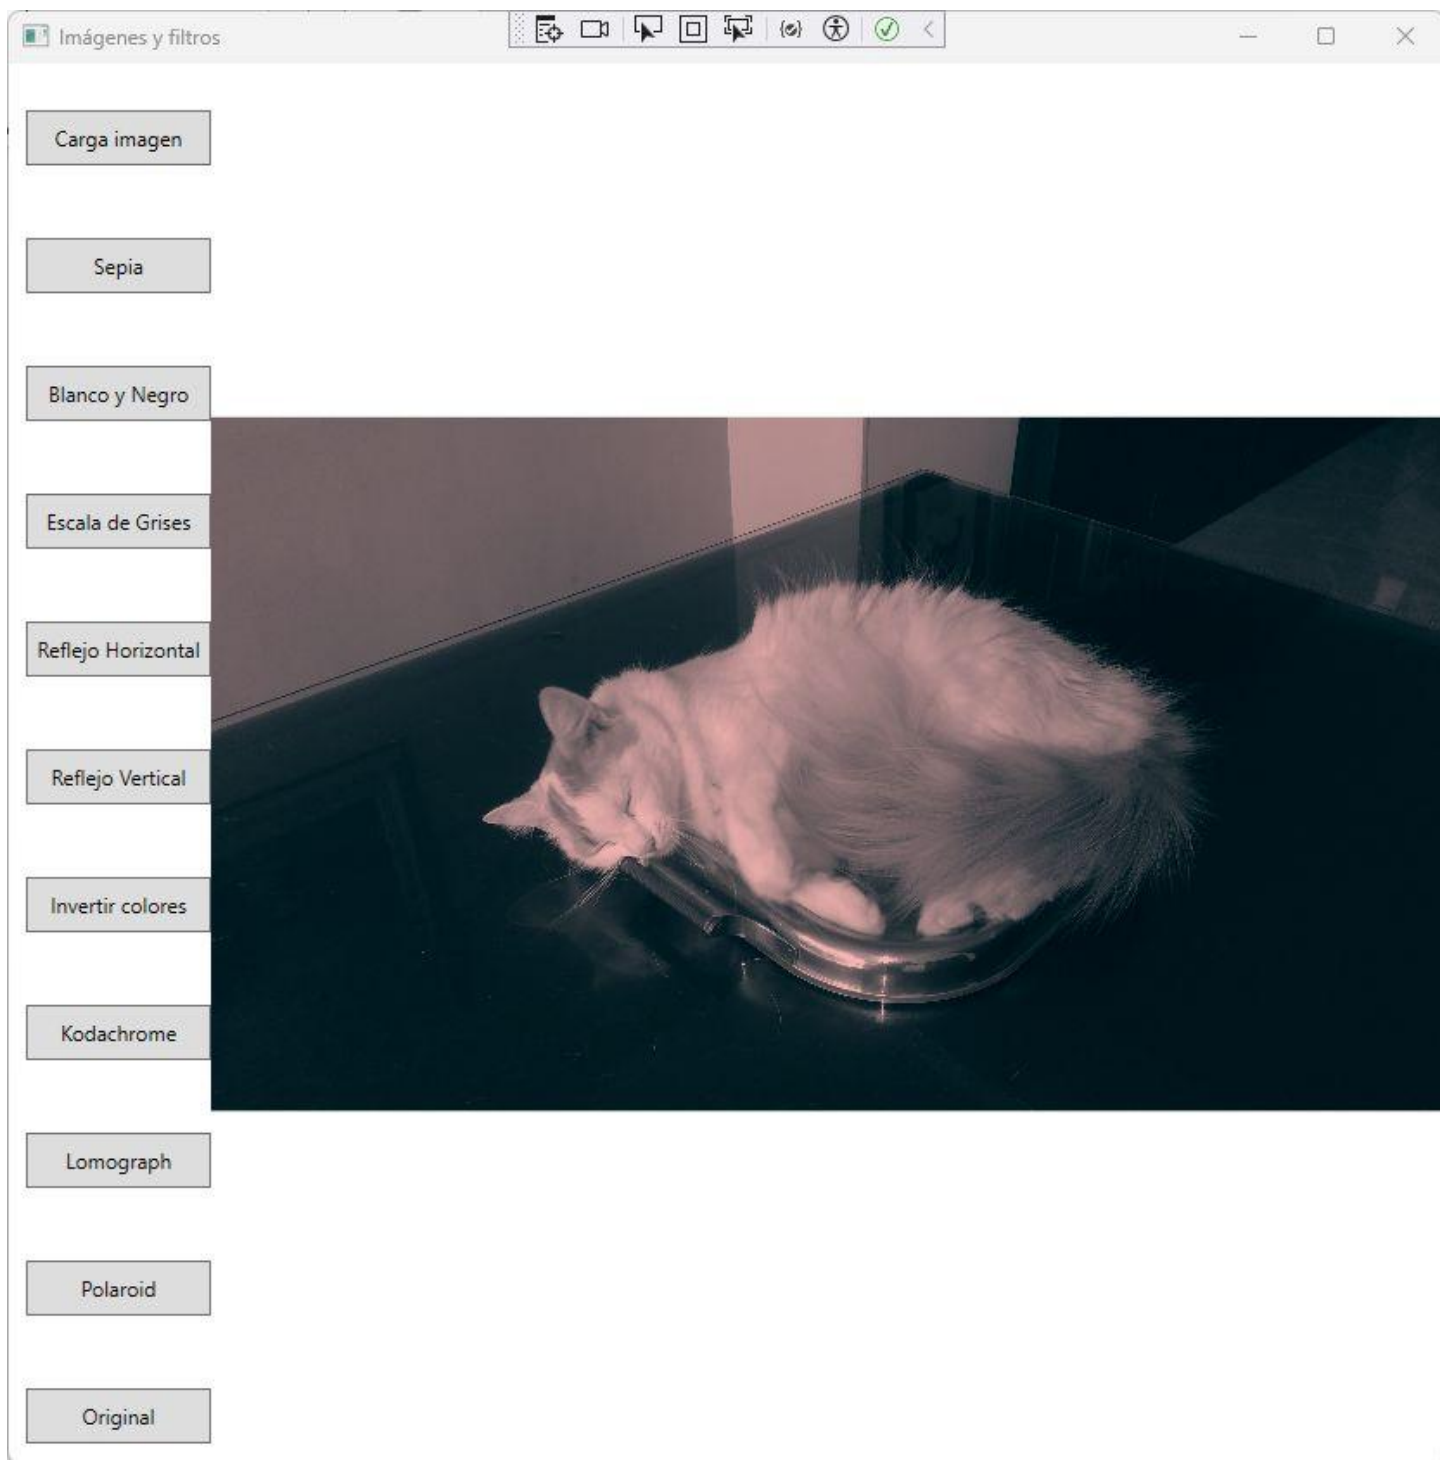 Imágenes y filtros
Carga imagen
Sepia
Blanco y Negro
Escala de Grises
Reflejo Horizontal
Reflejo Vertical
Invertir colores
Kodachrome
Lomograph
Polaroid
Original